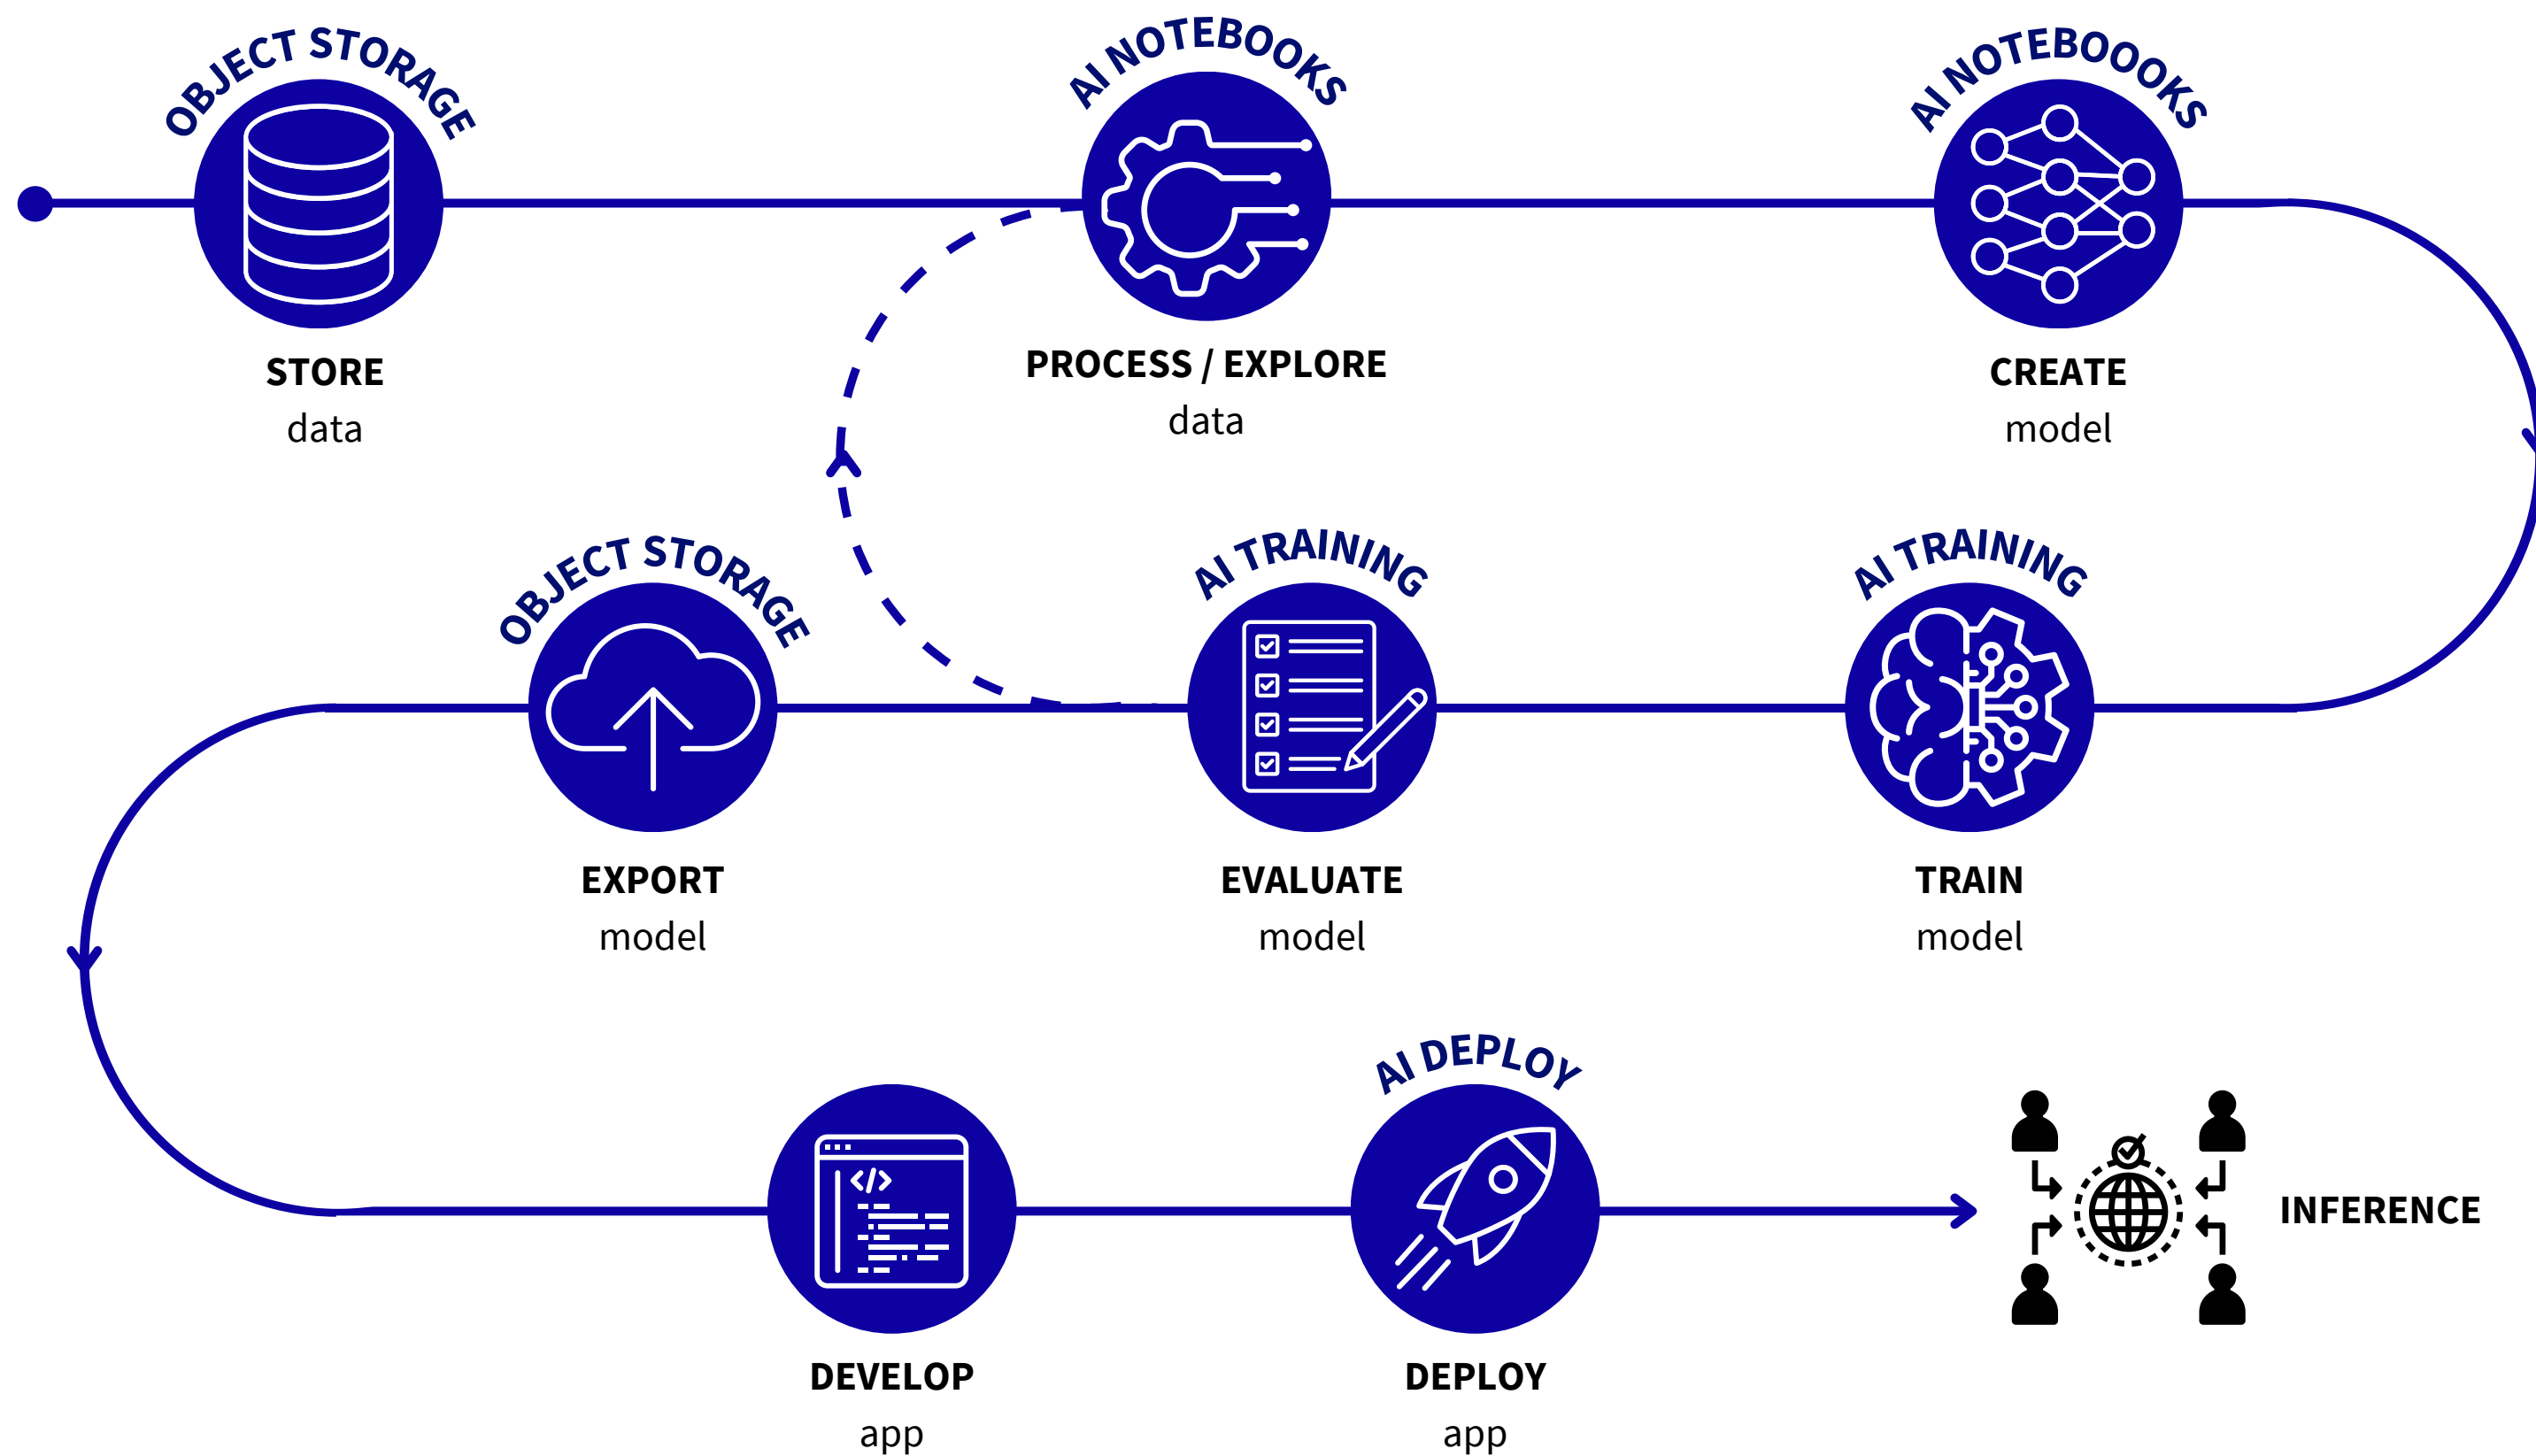 OBJECT STORAGE
STORE
data
AI NOTEBOOKS
PROCESS / EXPLORE
data
AI NOTEBOOOKS
CREATE
model
OBJECT STORAGE
EXPORT
model
AI TRAINING
EVALUATE
model
AI TRAINING
TRAIN
model
DEVELOP
app
AI DEPLOY
DEPLOY
app
INFERENCE